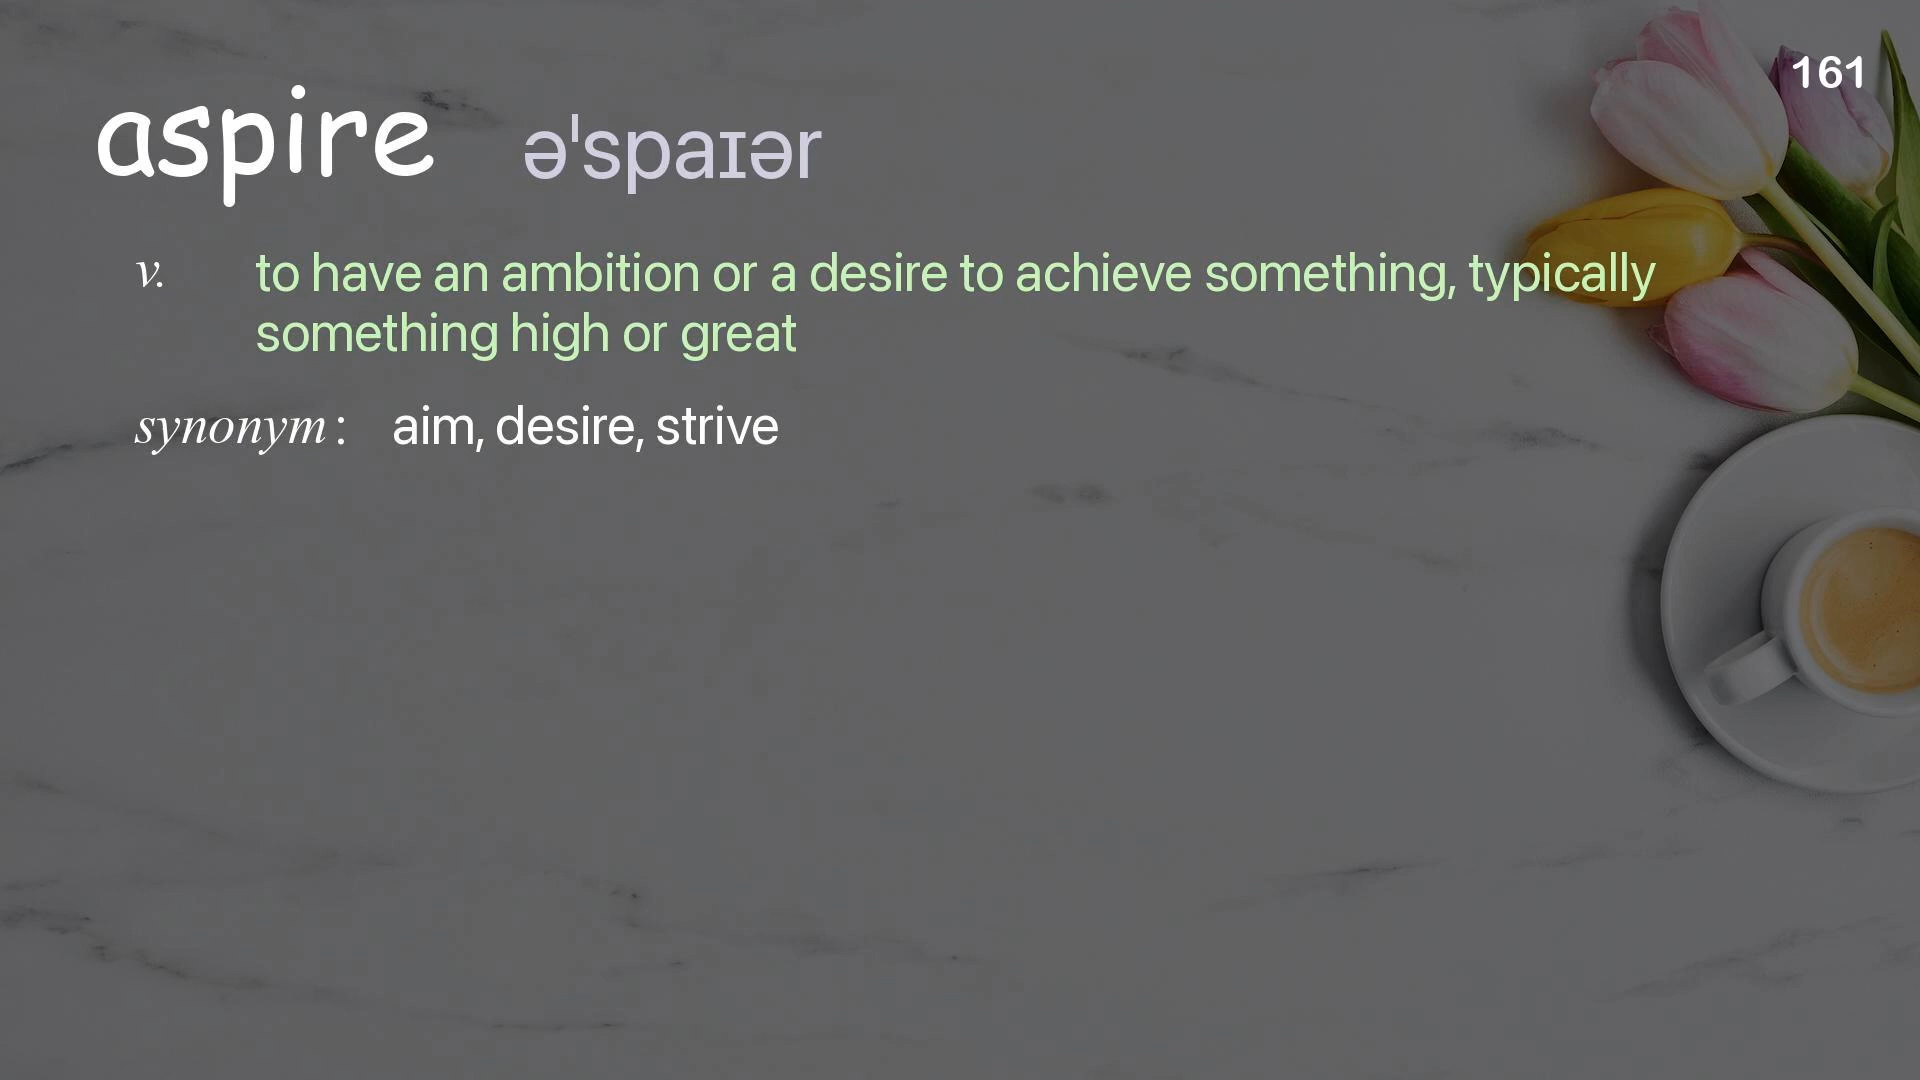 161
aspire əˈspaɪər
v. to have an ambition or a desire to achieve something, typically
something high or great
synonym: aim, desire, strive